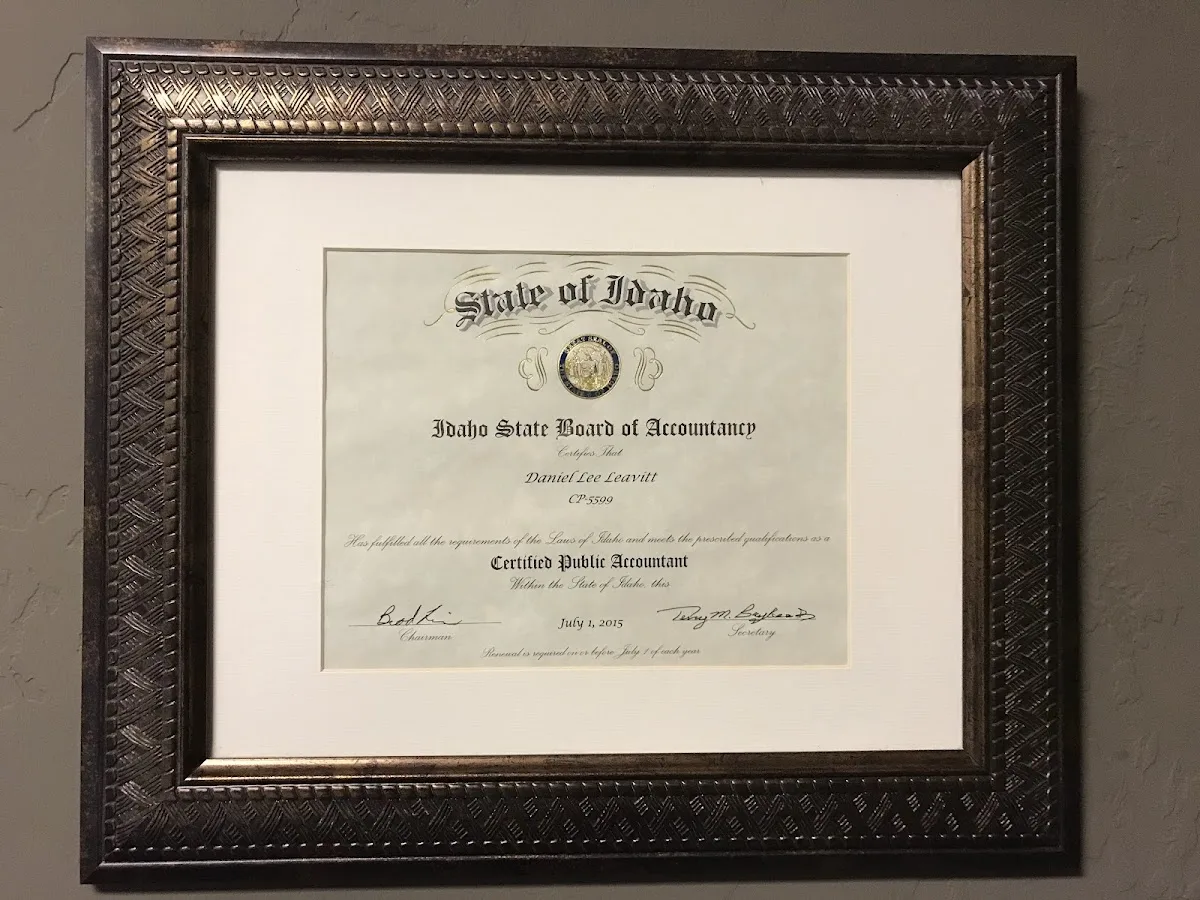 State of Idaho
Idaho State Board of Accountancy
Certifies That
Daniel Lee Leavitt
CP-5599
Has fulfilled all the requirements of the Laws of Idaho and meets the prescribed qualifications as a
Certified Public Accountant
Within the State of Idaho, this
July 1, 2015
Chairman
Secretary
Renewal is required on or before July 1 of each year